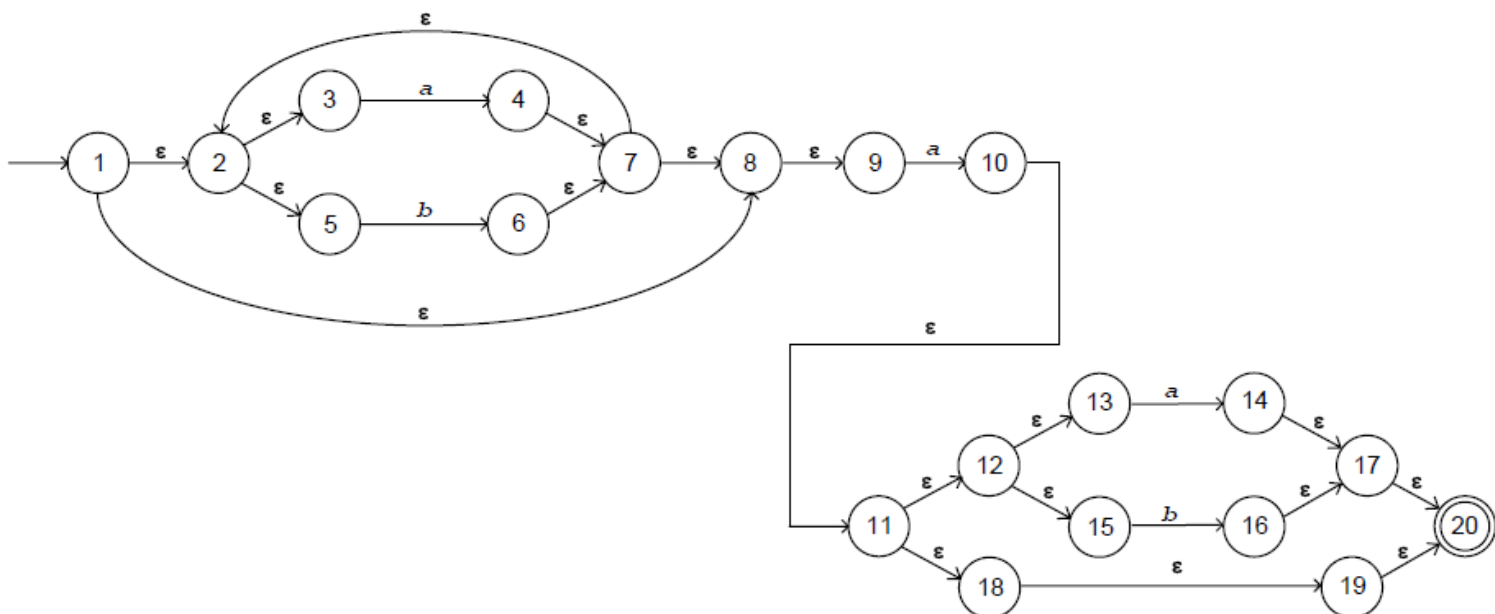 ε
3 a 4
ε ε
1 ε 2 7 ε 8 ε 9 a 10
ε ε
5 b 6
ε
ε
13 a 14
ε ε
12 17
ε ε ε ε
11 15 b 16 20
ε ε ε
18 19